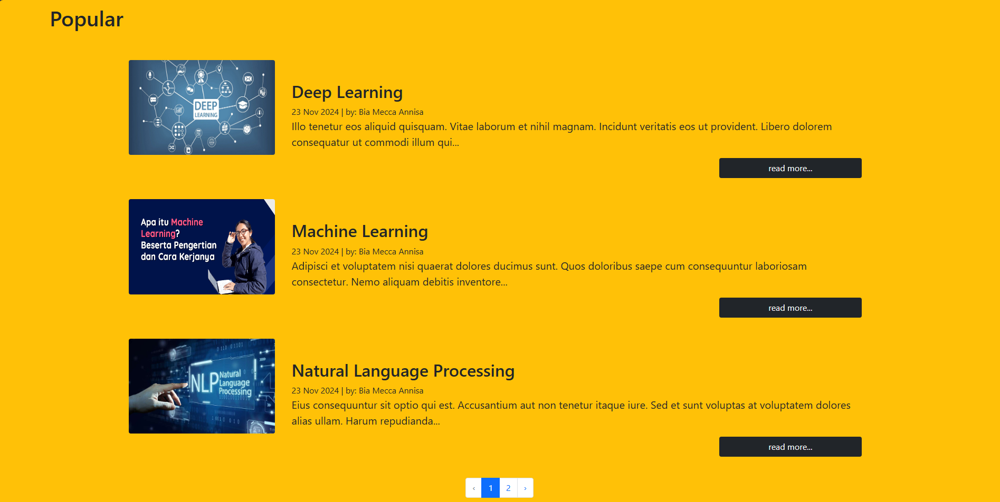 Popular
DEEP
LEARNING
Deep Learning
23 Nov 2024 | by: Bia Mecca Annisa
Illo tenetur eos aliquid quisquam. Vitae laborum et nihil magnam. Incidunt veritatis eos ut provident. Libero dolorem
consequatur ut commodi illum qui...
read more...
Apa itu Machine
Learning?
Beserta Pengertian
dan Cara Kerjanya
Machine Learning
23 Nov 2024 | by: Bia Mecca Annisa
Adipisci et voluptatem nisi quaerat dolores ducimus sunt. Quos doloribus saepe cum consequuntur laboriosam
consectetur. Nemo aliquam debitis inventore...
read more...
NLP Natural
Language
Processing
Natural Language Processing
23 Nov 2024 | by: Bia Mecca Annisa
Eius consequuntur sit optio qui est. Accusantium aut non tenetur itaque iure. Sed et sunt voluptas at voluptatem dolores
alias ullam. Harum repudianda...
read more...
‹ 1 2 ›